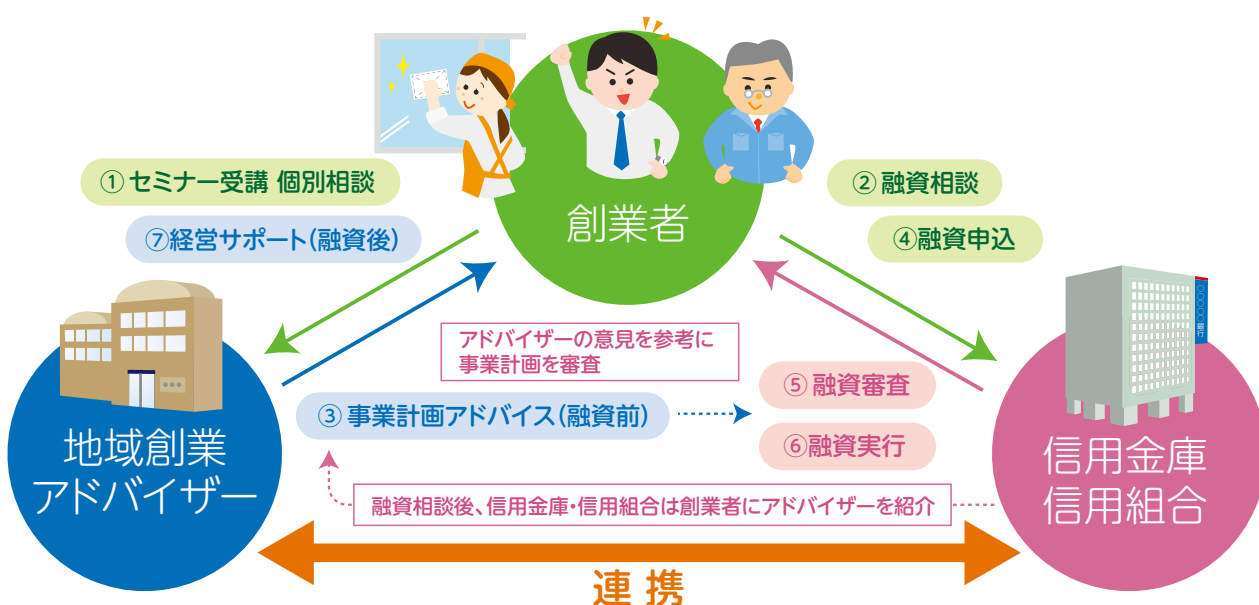 ① セミナー受講 個別相談
⑦経営サポート(融資後)
創業者
② 融資相談
④融資申込
〇〇〇〇銀行
アドバイザーの意見を参考に
事業計画を審査
③ 事業計画アドバイス(融資前)
⑤ 融資審査
⑥融資実行
地域創業
アドバイザー
信用金庫
信用組合
融資相談後、信用金庫・信用組合は創業者にアドバイザーを紹介
連携